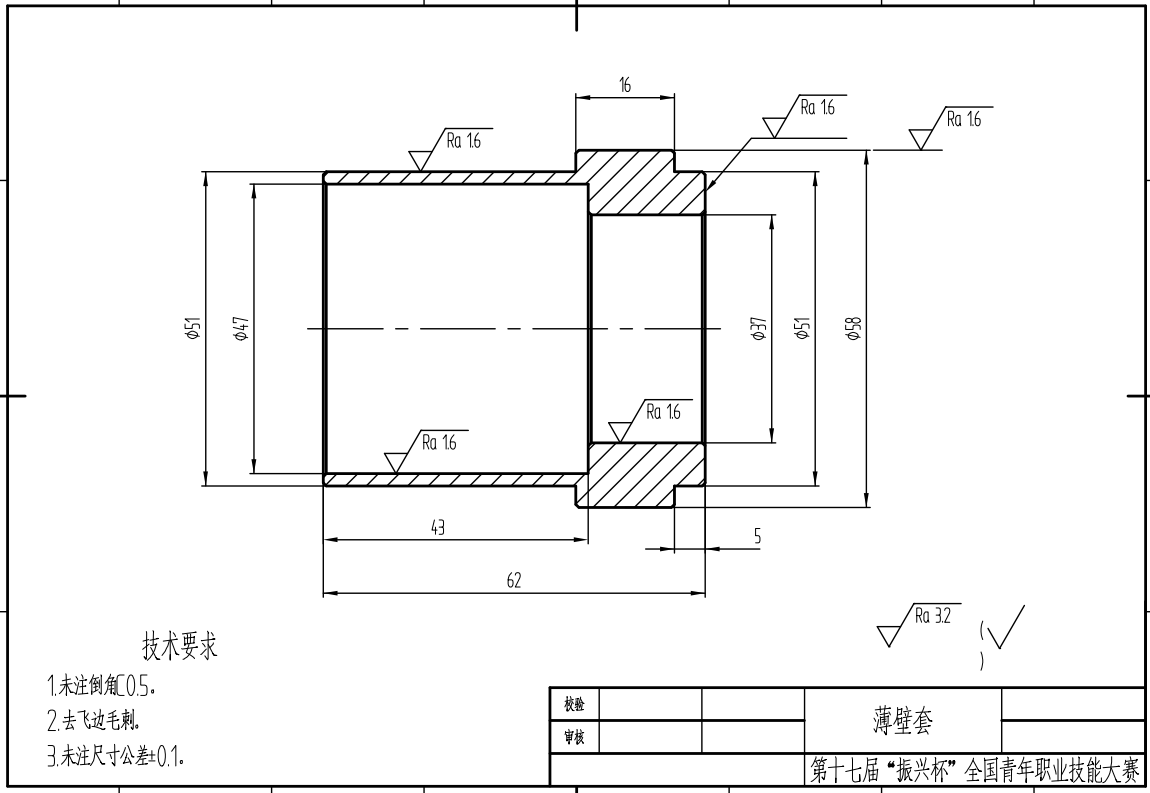 16
Ra 1.6
Ra 1.6
Ra 1.6
φ51
φ47
φ37
φ51
φ58
Ra 1.6
Ra 1.6
43
5
62
Ra 3.2
(
)
技术要求
1.未注倒角C0.5。
2.去飞边毛刺。
3.未注尺寸公差±0.1。
校验
审核
薄壁套
第十七届“振兴杯”全国青年职业技能大赛